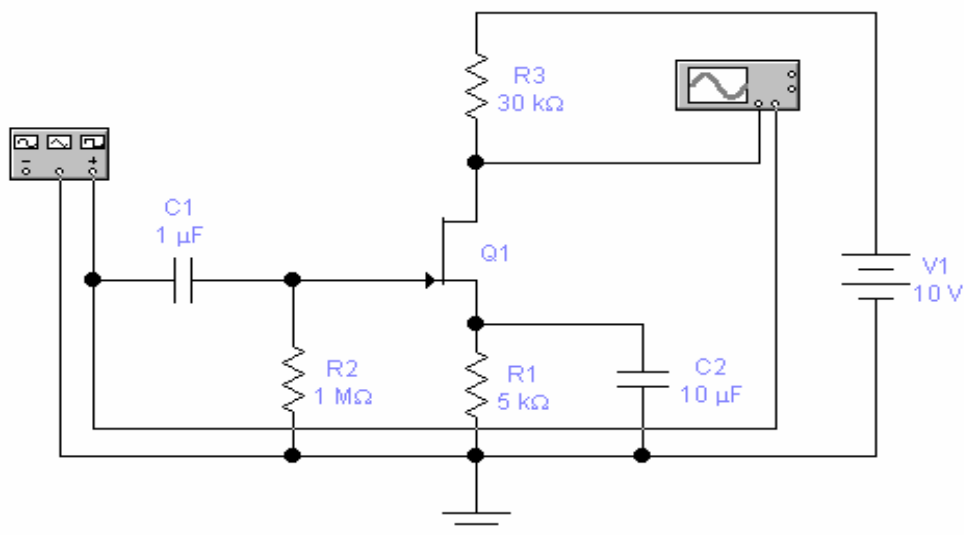 R3
30 kΩ
− +
C1
1 µF
Q1
V1
10 V
R2
1 MΩ
R1
5 kΩ
C2
10 µF